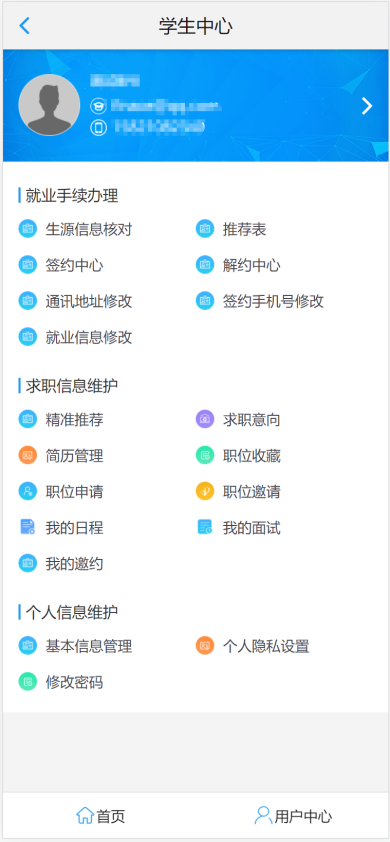 学生中心
就业手续办理
生源信息核对 推荐表
签约中心 解约中心
通讯地址修改 签约手机号修改
就业信息修改
求职信息维护
精准推荐 求职意向
简历管理 职位收藏
职位申请 职位邀请
我的日程 我的面试
我的邀约
个人信息维护
基本信息管理 个人隐私设置
修改密码
首页 用户中心